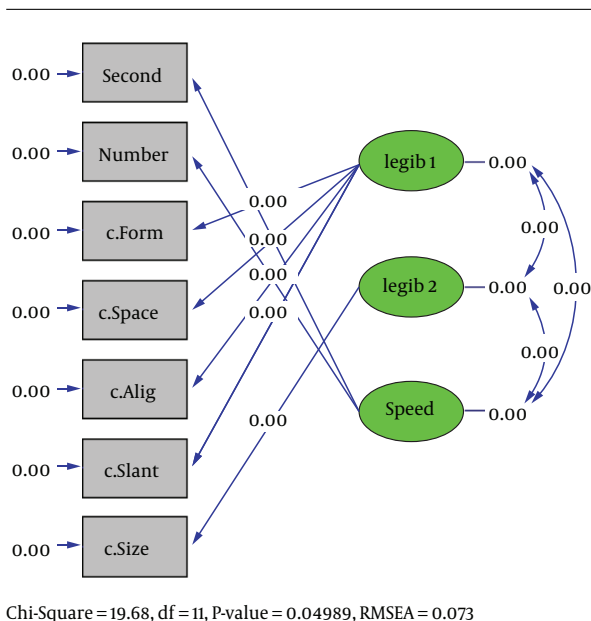 0.00 Second
0.00 Number
legib 1 0.00
0.00
0.00 c.Form
0.00
0.00
0.00
0.00 c.Space
0.00
legib 2 0.00 0.00
0.00
0.00 c.Alig
0.00
Speed 0.00
0.00 c.Slant
0.00 c.Size
Chi-Square = 19.68, df = 11, P-value = 0.04989, RMSEA = 0.073